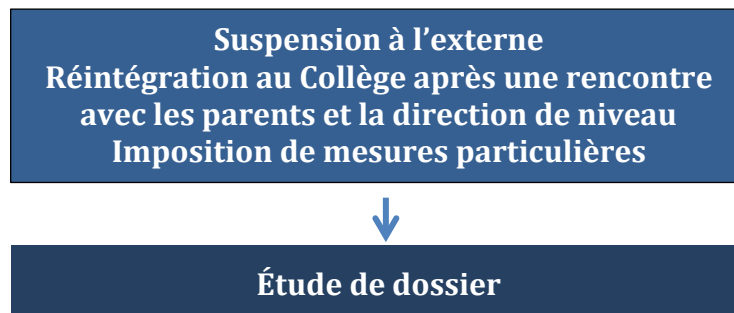 Suspension à l’externe
Réintégration au Collège après une rencontre
avec les parents et la direction de niveau
Imposition de mesures particulières
Étude de dossier